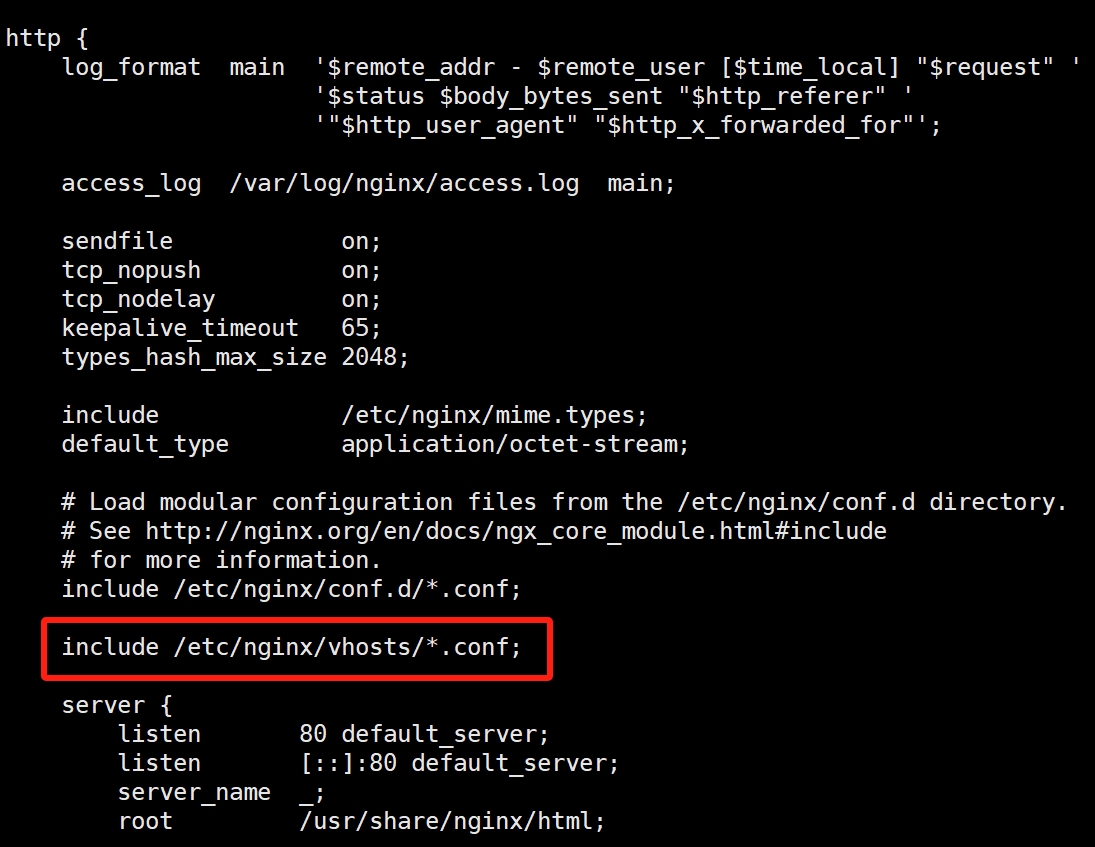 http {
    log_format  main  '$remote_addr - $remote_user [$time_local] "$request" '
                      '$status $body_bytes_sent "$http_referer" '
                      '"$http_user_agent" "$http_x_forwarded_for"';

    access_log  /var/log/nginx/access.log  main;

    sendfile            on;
    tcp_nopush          on;
    tcp_nodelay         on;
    keepalive_timeout   65;
    types_hash_max_size 2048;

    include             /etc/nginx/mime.types;
    default_type        application/octet-stream;

    # Load modular configuration files from the /etc/nginx/conf.d directory.
    # See http://nginx.org/en/docs/ngx_core_module.html#include
    # for more information.
    include /etc/nginx/conf.d/*.conf;

    include /etc/nginx/vhosts/*.conf;

    server {
        listen       80 default_server;
        listen       [::]:80 default_server;
        server_name  _;
        root         /usr/share/nginx/html;